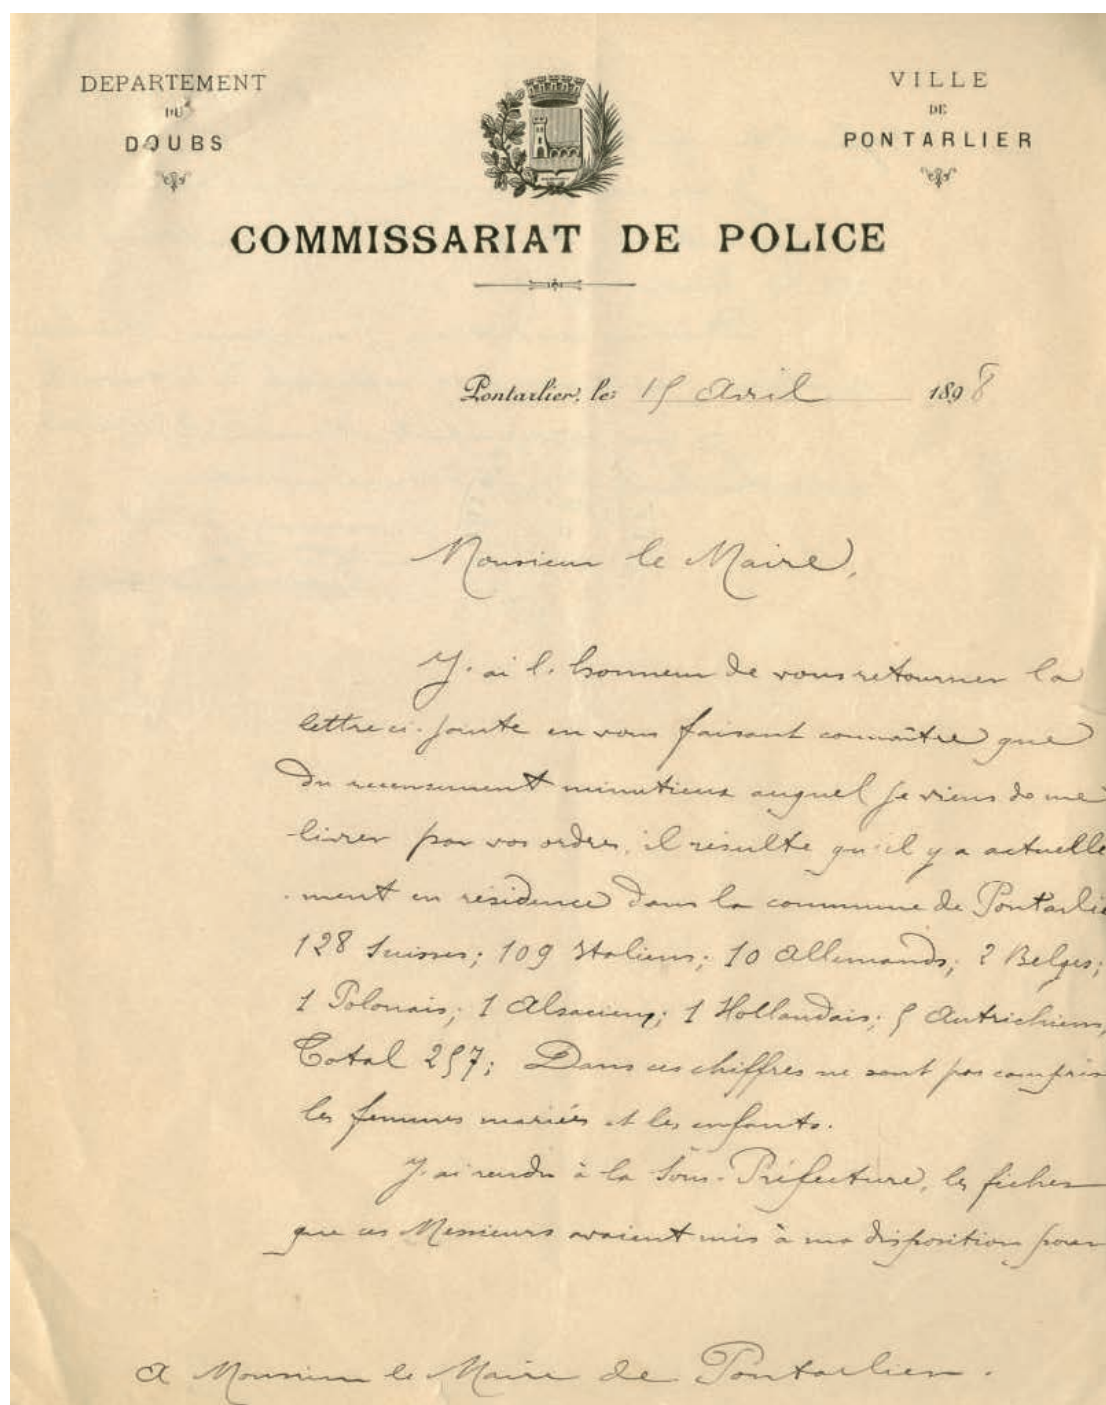 DEPARTEMENT
DU
DOUBS
VILLE
DE
PONTARLIER
COMMISSARIAT DE POLICE
Pontarlier, le 15 Avril 1898
Monsieur le Maire,
J'ai l'honneur de vous retourner la
lettre ci-jointe en vous faisant connaître que
du recensement minutieux auquel je viens de me
livrer par vos ordres, il résulte qu'il y a actuelle
-ment en résidence dans la commune de Pontarlie
128 Suisses; 109 Italiens; 10 Allemands; 2 Belges;
1 Polonais; 1 Alsacien; 1 Hollandais; 5 Autrichiens,
Total 257; Dans ces chiffres ne sont pas compris
les femmes mariées et les enfants.
J'ai rendu à la Sous-Préfecture, les fiches
que ces Messieurs avaient mis à ma disposition pour
A Monsieur le Maire de Pontarlier.